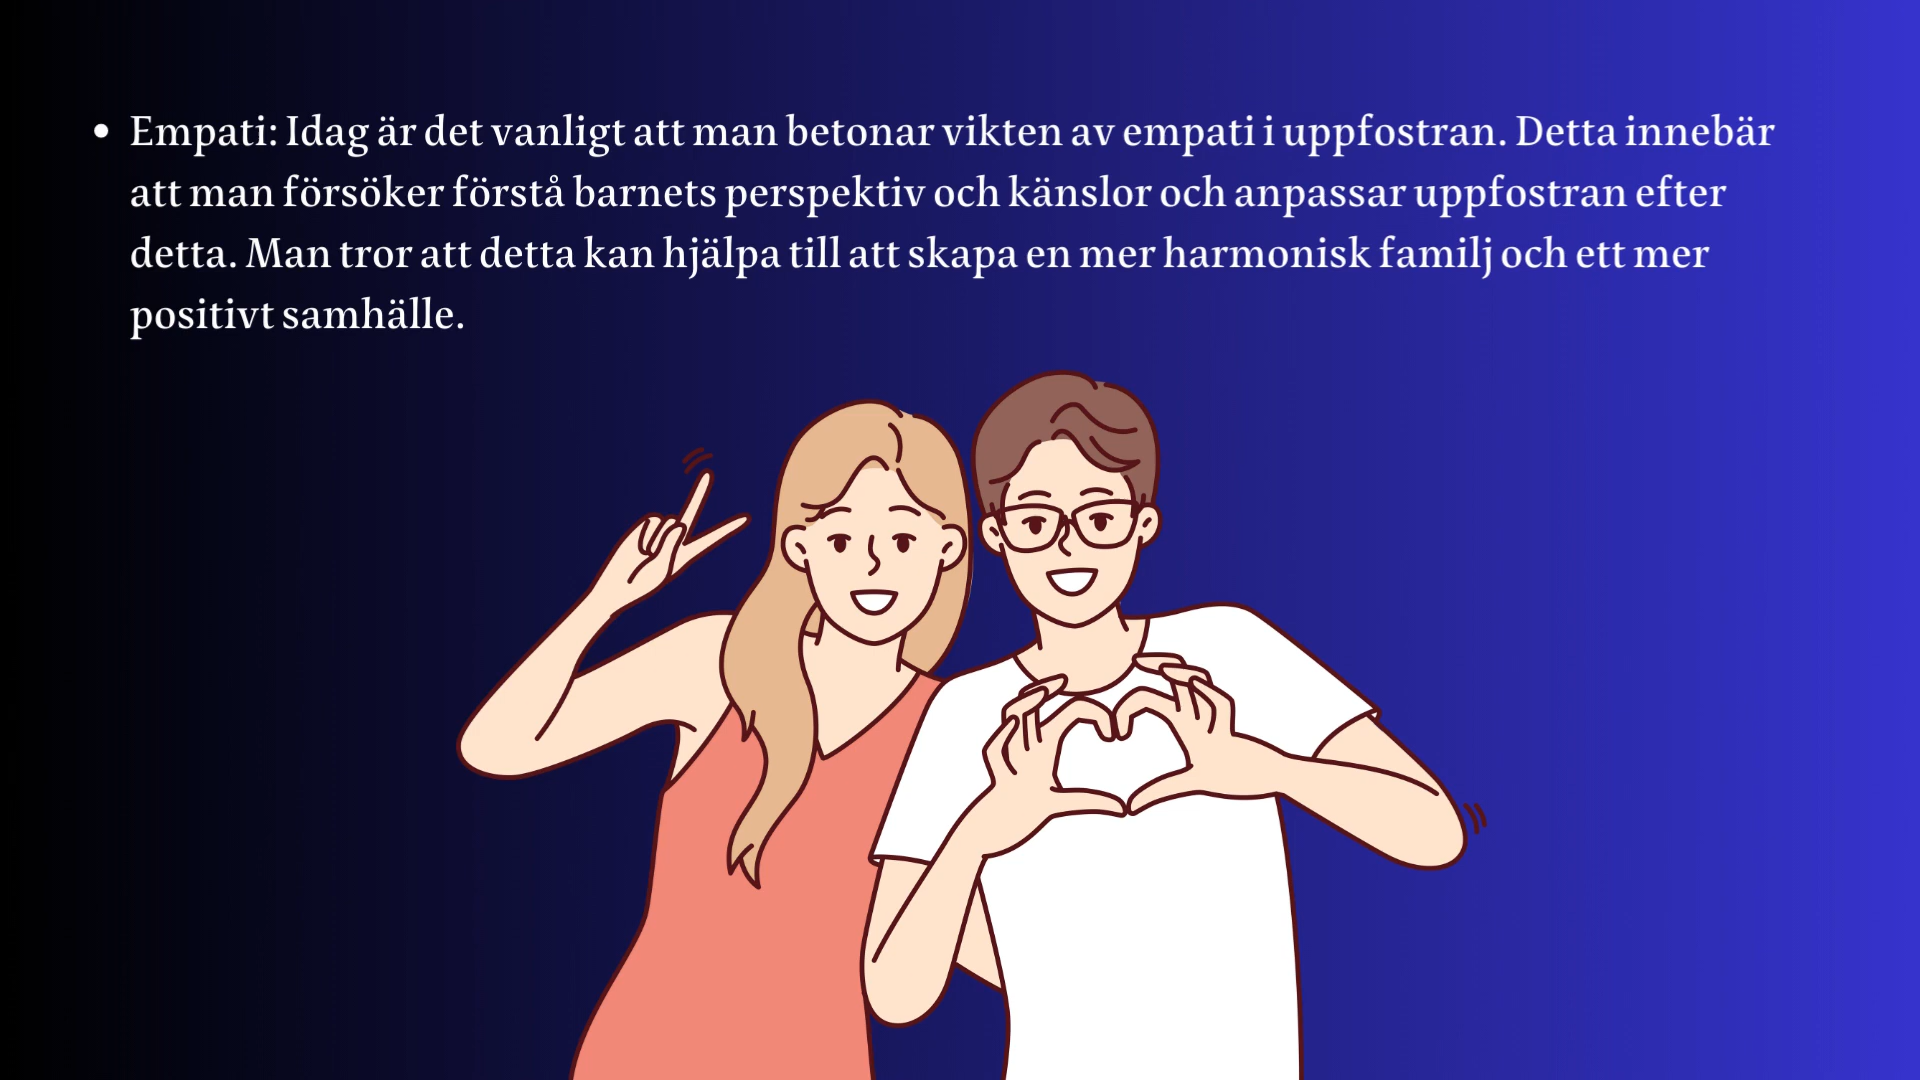 • Empati: Idag är det vanligt att man betonar vikten av empati i uppfostran. Detta innebär
att man försöker förstå barnets perspektiv och känslor och anpassar uppfostran efter
detta. Man tror att detta kan hjälpa till att skapa en mer harmonisk familj och ett mer
positivt samhälle.